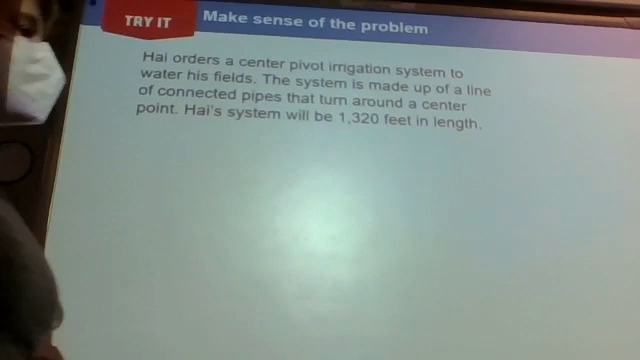 TRY IT
Make sense of the problem
Hai orders a center pivot irrigation system to
water his fields. The system is made up of a line
of connected pipes that turn around a center
point. Hai's system will be 1,320 feet in length.